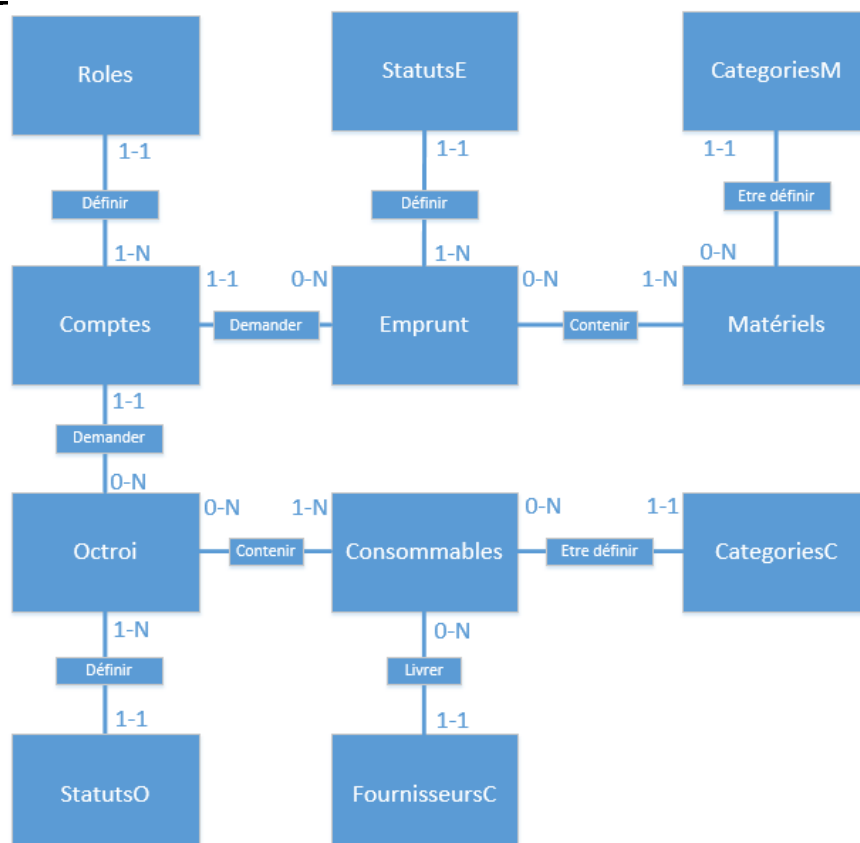 Roles
StatutsE
CategoriesM
1-1
1-1
1-1
Définir
Définir
Etre définir
1-N
1-N
0-N
1-1
0-N
0-N
1-N
Comptes
Demander
Emprunt
Contenir
Matériels
1-1
Demander
0-N
0-N
1-N
0-N
1-1
Octroi
Contenir
Consommables
Etre définir
CategoriesC
1-N
0-N
Définir
Livrer
1-1
1-1
StatutsO
FournisseursC